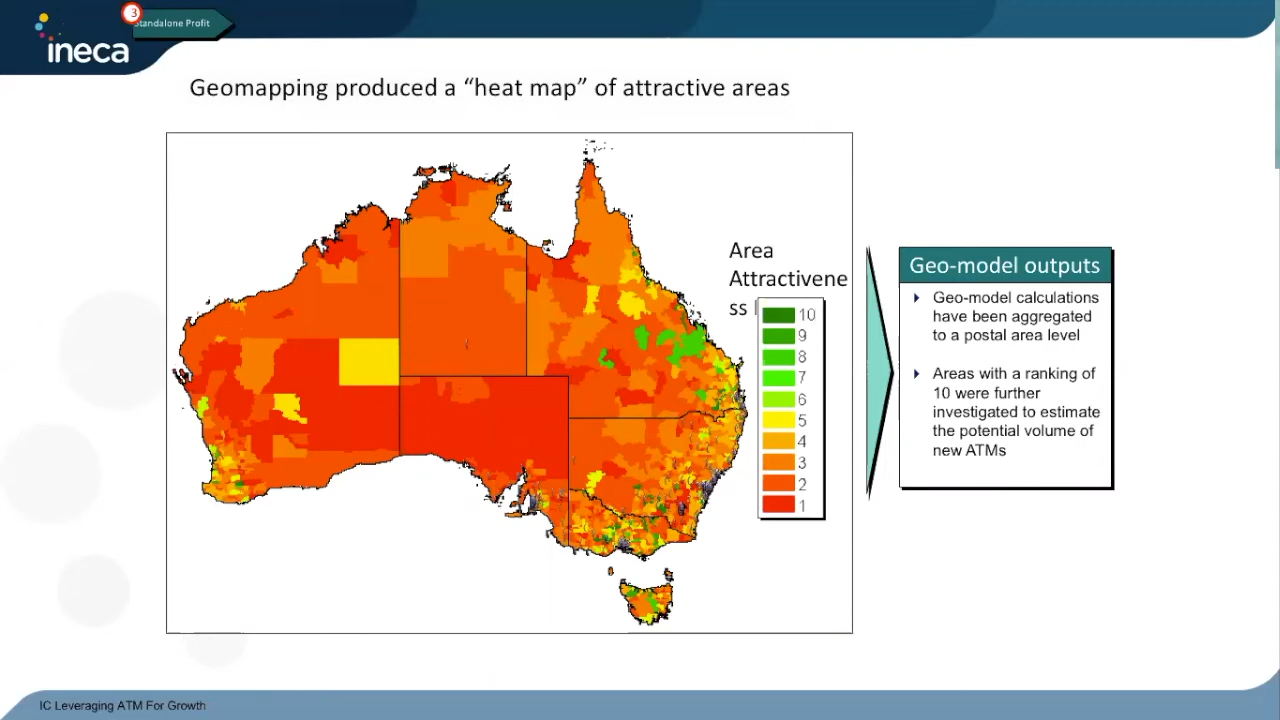 3
Standalone Profit
ineca
Geomapping produced a “heat map” of attractive areas
Area
Attractivene
ss
10
9
8
7
6
5
4
3
2
1
Geo-model outputs
Geo-model calculations
have been aggregated
to a postal area level
Areas with a ranking of
10 were further
investigated to estimate
the potential volume of
new ATMs
IC Leveraging ATM For Growth